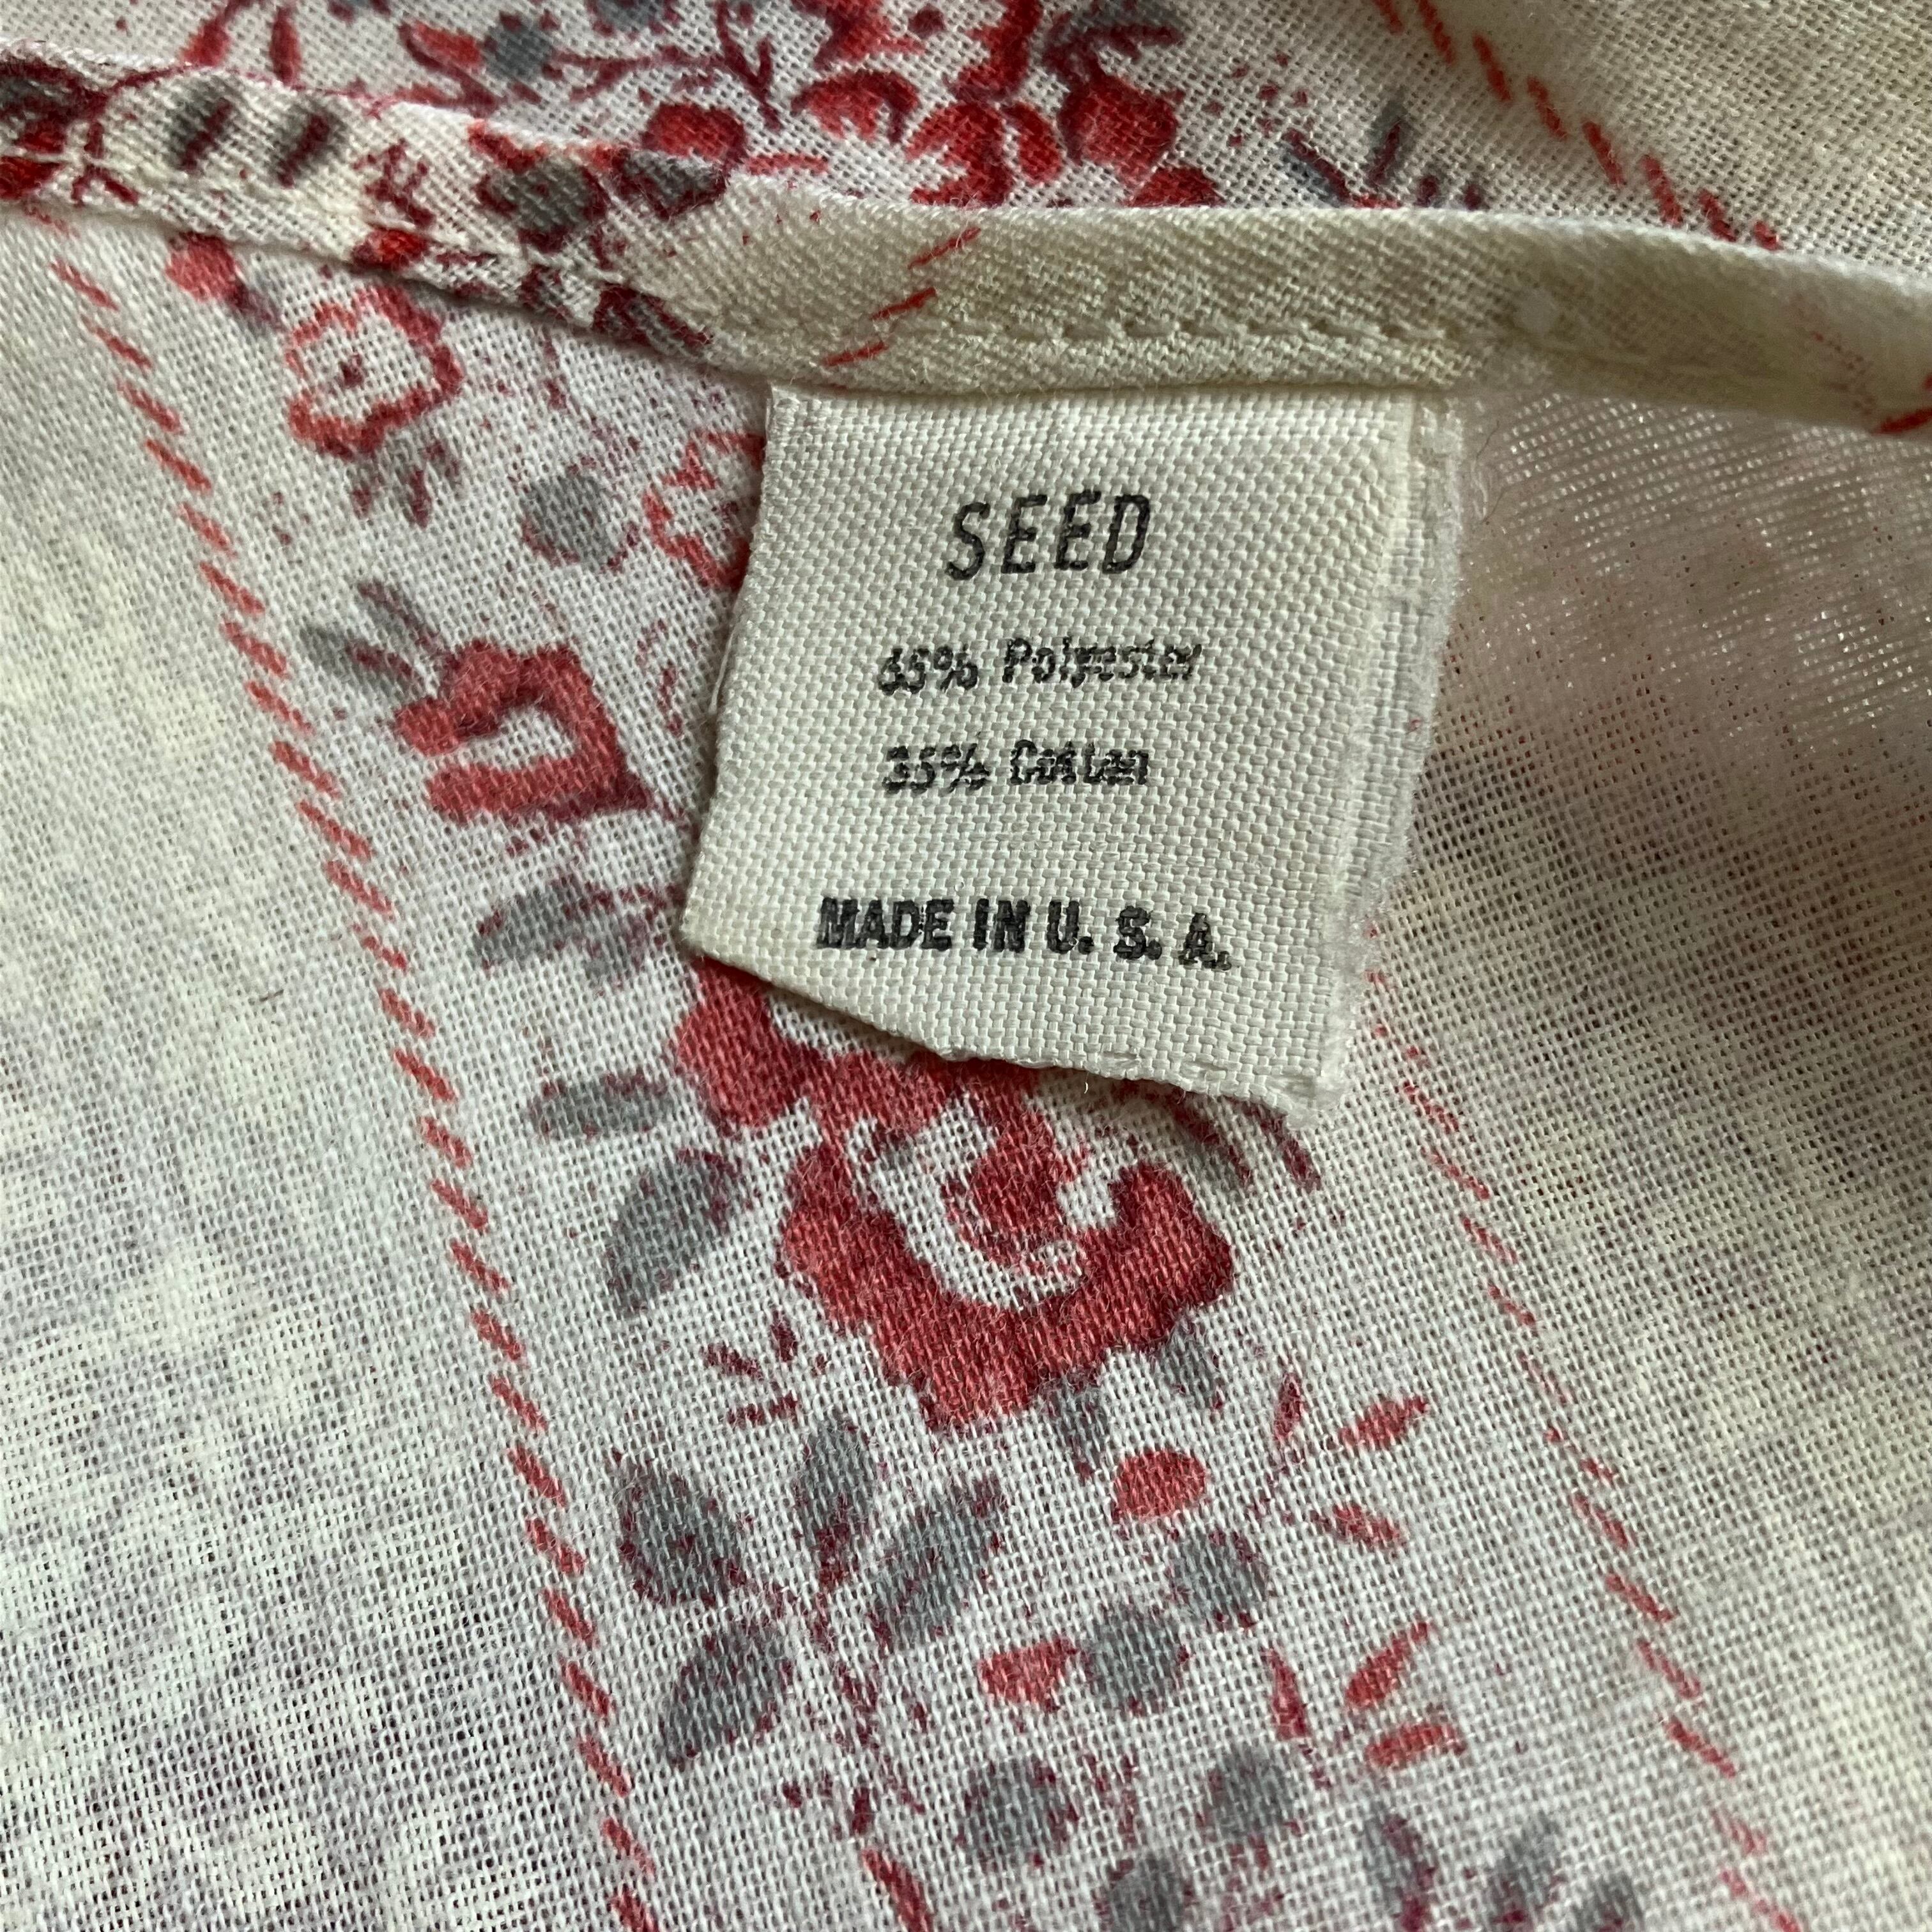 SEED
65% Polyester
35% Cotton
MADE IN U. S. A.